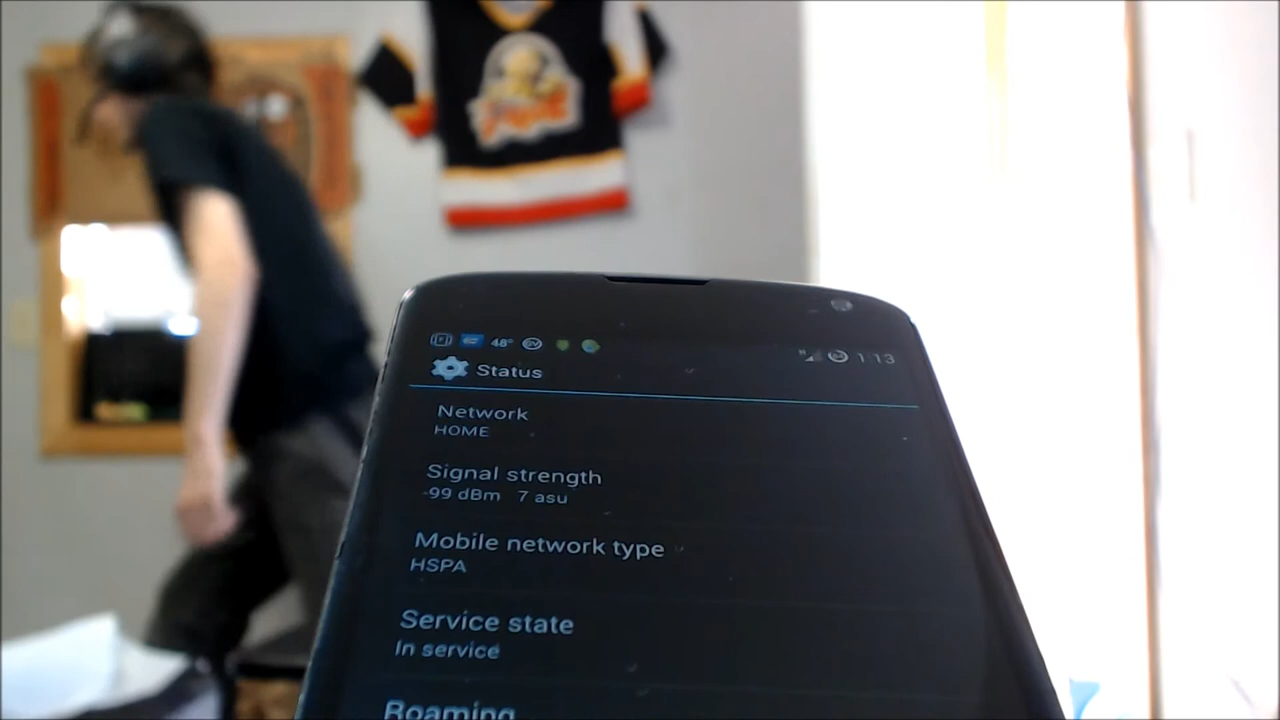 48° 1:13
Status
Network
HOME
Signal strength
-99 dBm 7 asu
Mobile network type
HSPA
Service state
In service
Roaming